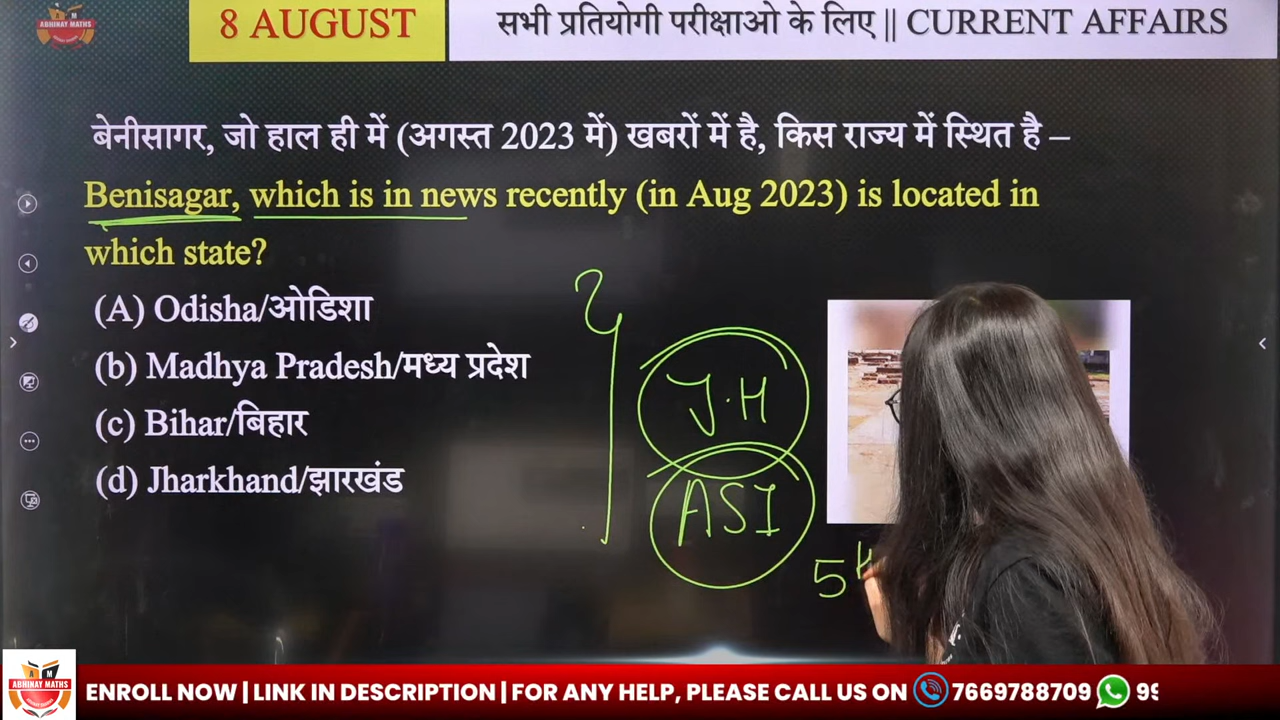 ABHINAY MATHS
8 AUGUST
सभी प्रतियोगी परीक्षाओ के लिए || CURRENT AFFAIRS
बेनीसागर, जो हाल ही में (अगस्त 2023 में) खबरों में है, किस राज्य में स्थित है –
Benisagar, which is in news recently (in Aug 2023) is located in
which state?
(A) Odisha/ओडिशा
(b) Madhya Pradesh/मध्य प्रदेश
(c) Bihar/बिहार
(d) Jharkhand/झारखंड
J.H
ASI
5
A M
ABHINAY MATHS
ENROLL NOW | LINK IN DESCRIPTION | FOR ANY HELP, PLEASE CALL US ON 7669788709